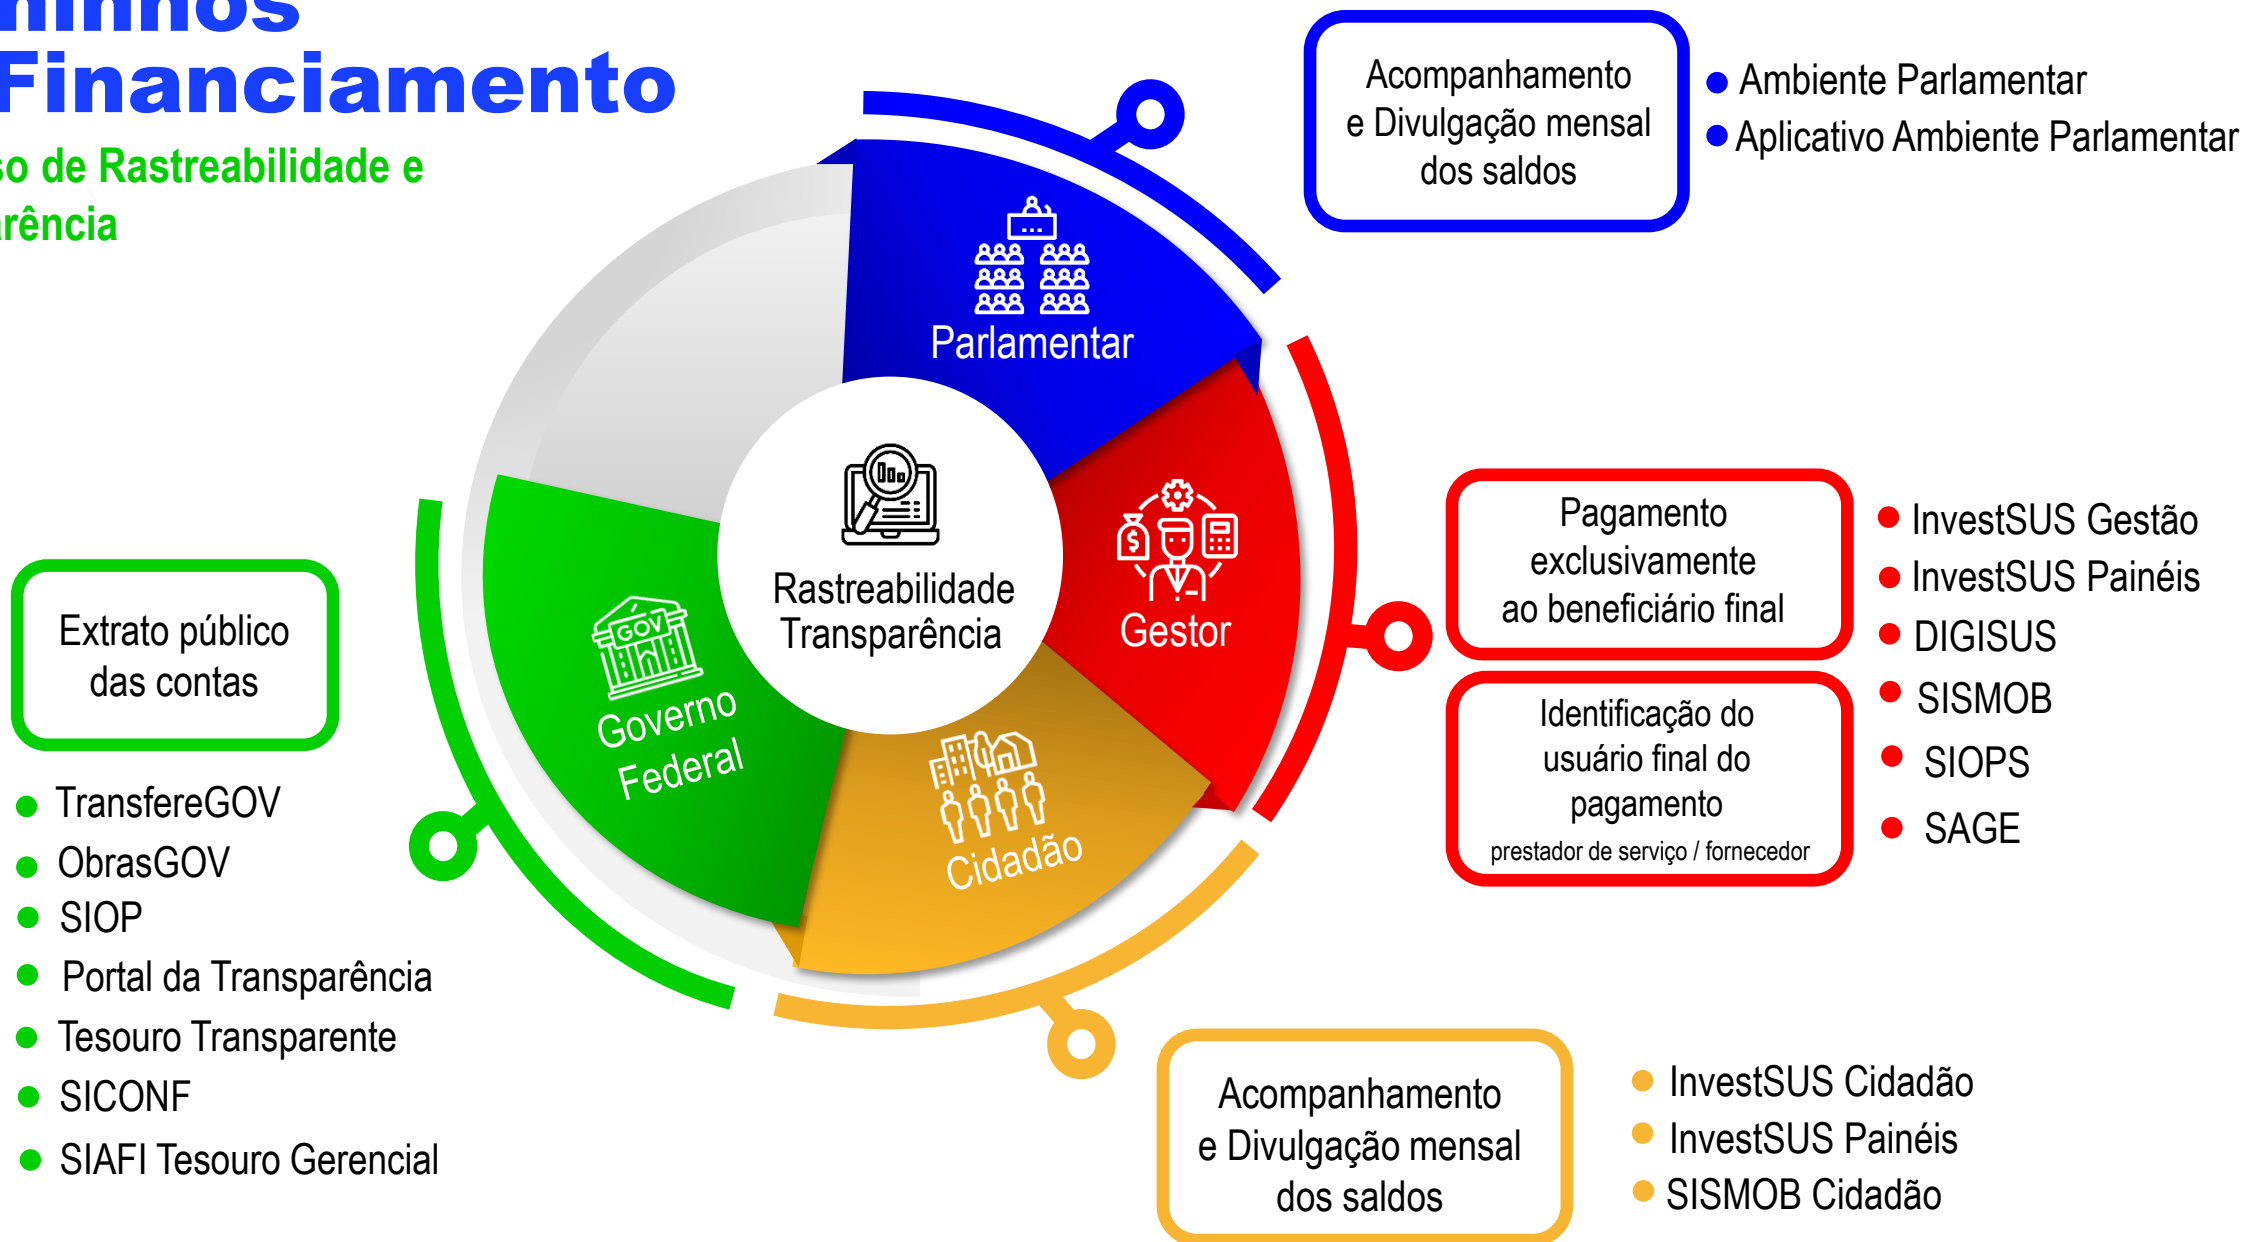 Financiamento
de Rastreabilidade e
Acompanhamento
e Divulgação mensal
dos saldos
Ambiente Parlamentar
Aplicativo Ambiente Parlamentar
Parlamentar
Rastreabilidade
Transparência
Gestor
GOV
Governo
Federal
Cidadão
Pagamento
exclusivamente
ao beneficiário final
Identificação do
usuário final do
pagamento
prestador de serviço / fornecedor
InvestSUS Gestão
InvestSUS Painéis
DIGISUS
SISMOB
SIOPS
SAGE
Extrato público
das contas
TransfereGOV
ObrasGOV
SIOP
Portal da Transparência
Tesouro Transparente
SICONF
SIAFI Tesouro Gerencial
Acompanhamento
e Divulgação mensal
dos saldos
InvestSUS Cidadão
InvestSUS Painéis
SISMOB Cidadão